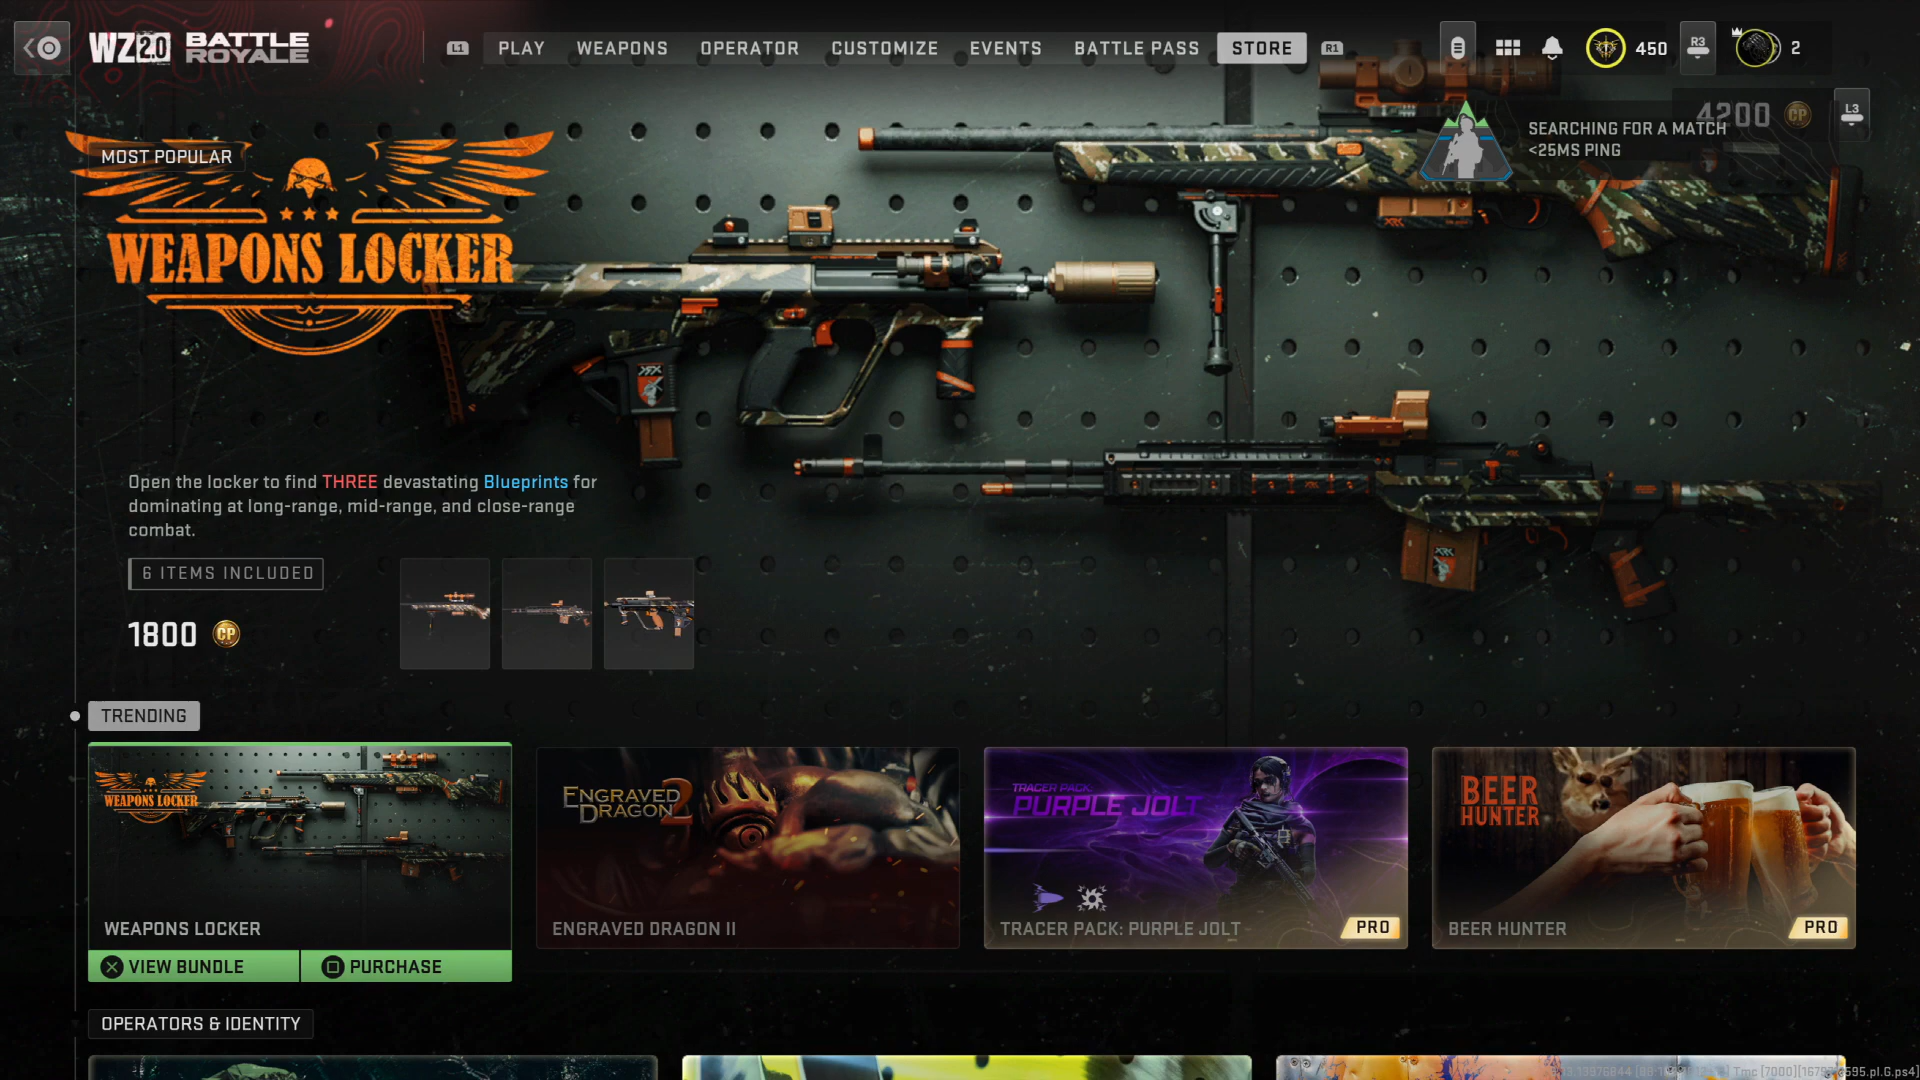 WZ2.0 BATTLE ROYALE
L1 PLAY WEAPONS OPERATOR CUSTOMIZE EVENTS BATTLE PASS STORE R1
450
R3
2
4200 CP
L3
SEARCHING FOR A MATCH
<25MS PING
MOST POPULAR
WEAPONS LOCKER
Open the locker to find THREE devastating Blueprints for
dominating at long-range, mid-range, and close-range
combat.
6 ITEMS INCLUDED
1800 CP
TRENDING
WEAPONS LOCKER
WEAPONS LOCKER
VIEW BUNDLE
PURCHASE
ENGRAVED
DRAGON 2
ENGRAVED DRAGON II
TRACER PACK:
PURPLE JOLT
TRACER PACK: PURPLE JOLT
PRO
BEER
HUNTER
BEER HUNTER
PRO
OPERATORS & IDENTITY